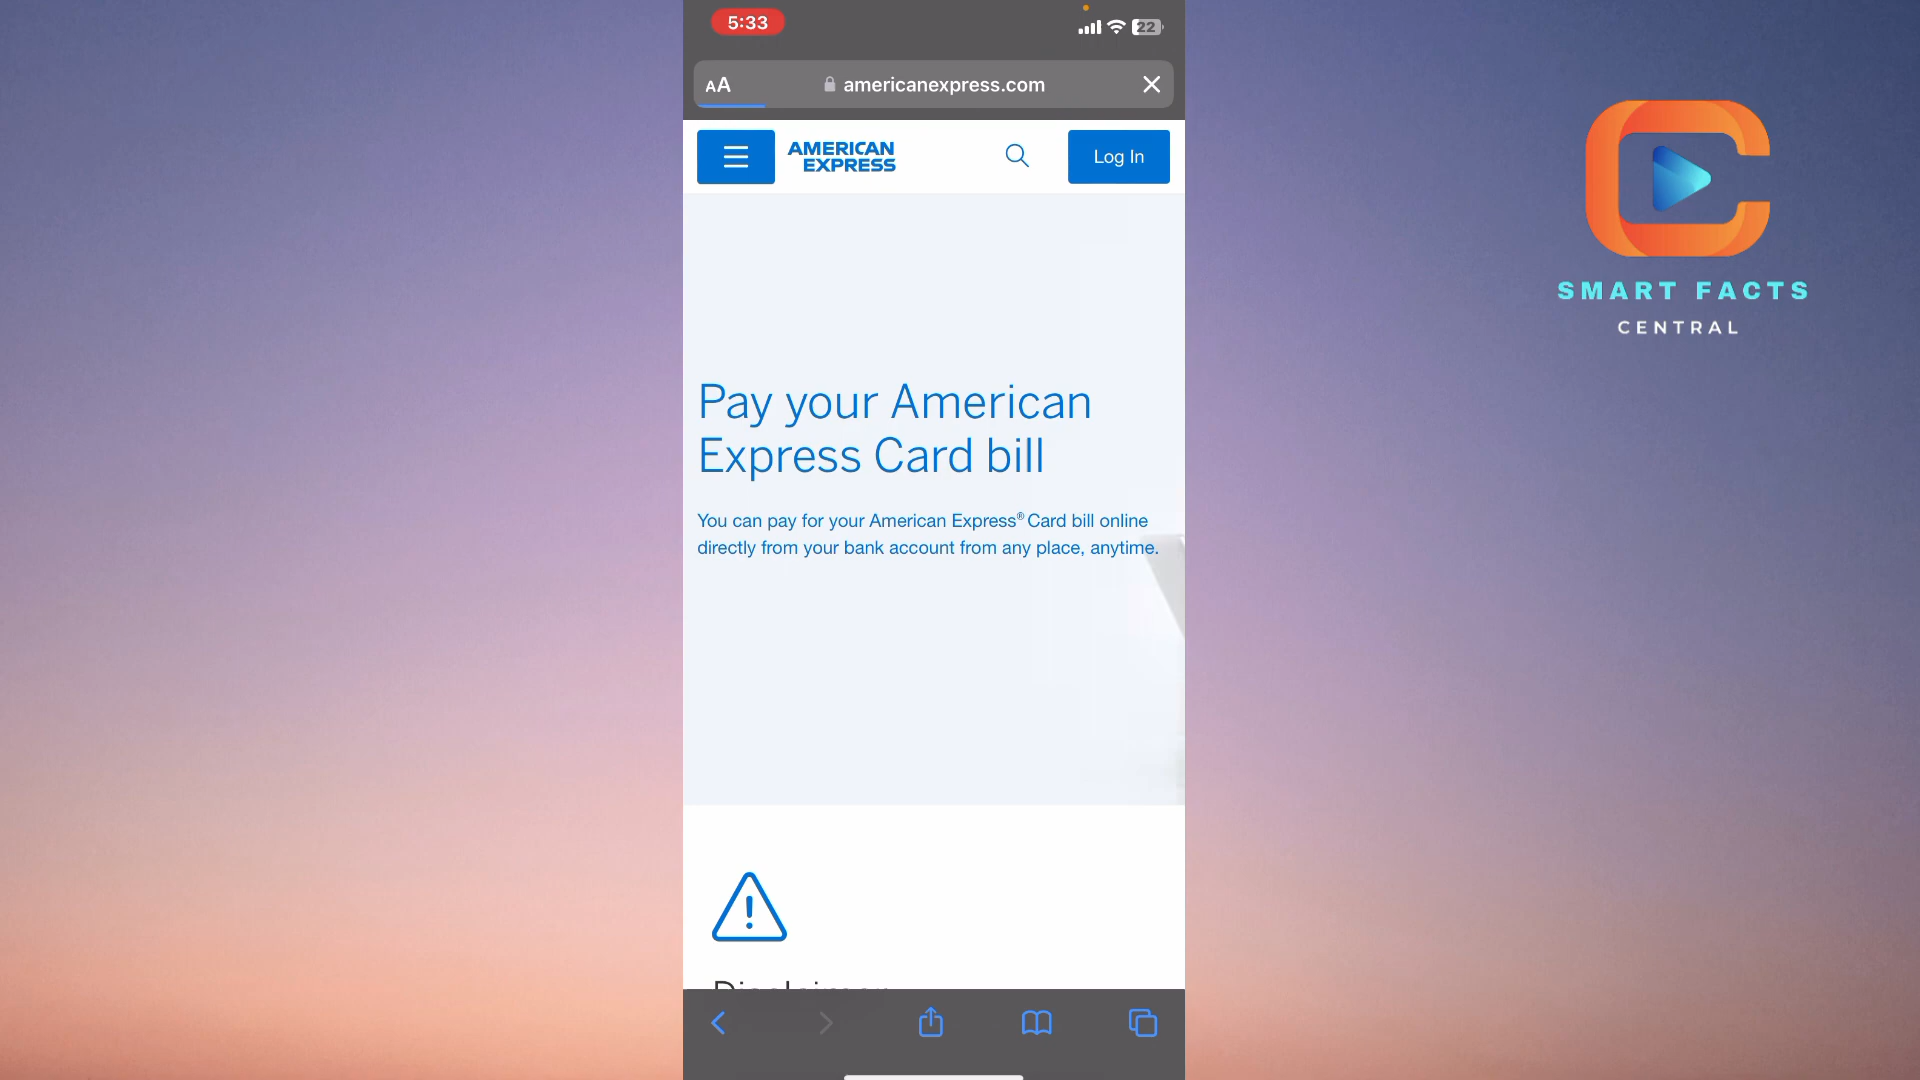 5:33
22
AA
americanexpress.com
AMERICAN
EXPRESS
Log In
SMART FACTS
CENTRAL
Pay your American
Express Card bill
You can pay for your American Express® Card bill online
directly from your bank account from any place, anytime.
Disclaimer